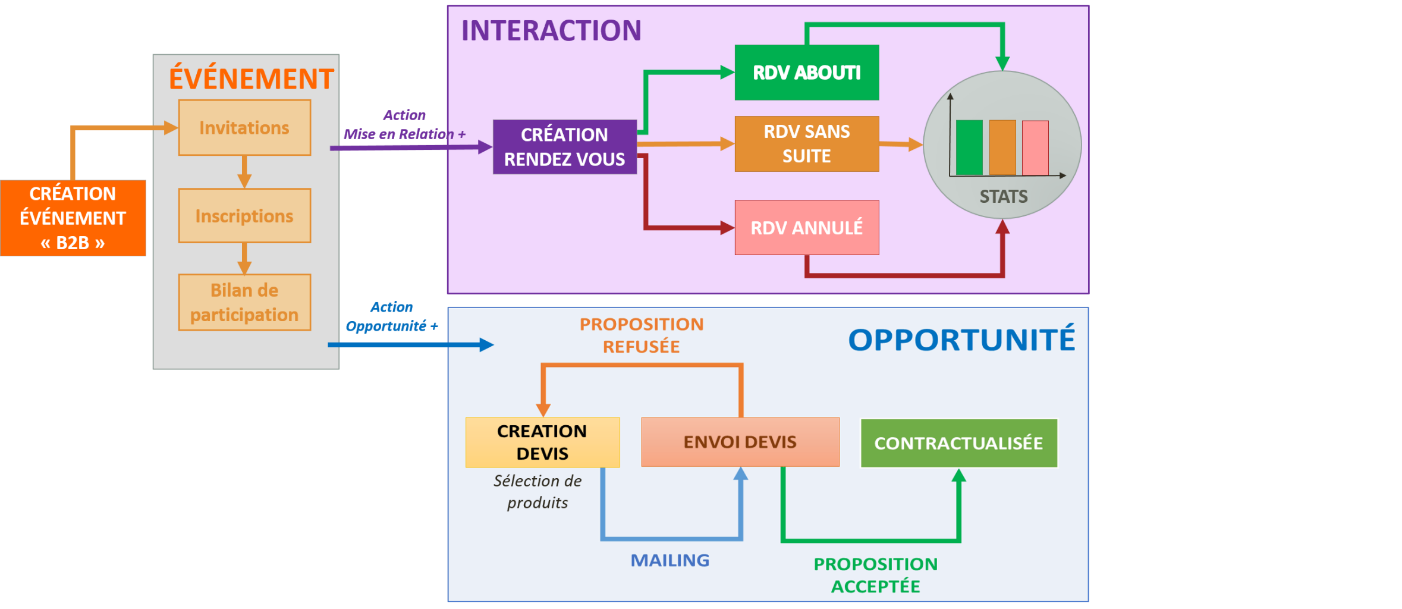 CRÉATION
ÉVÉNEMENT
« B2B »
ÉVÉNEMENT
Invitations
Inscriptions
Bilan de
participation
Action
Mise en Relation +
Action
Opportunité +
INTERACTION
CRÉATION
RENDEZ VOUS
RDV ABOUTI
RDV SANS
SUITE
RDV ANNULÉ
STATS
OPPORTUNITÉ
PROPOSITION
REFUSÉE
CREATION
DEVIS
Sélection de
produits
ENVOI DEVIS
CONTRACTUALISÉE
MAILING
PROPOSITION
ACCEPTÉE